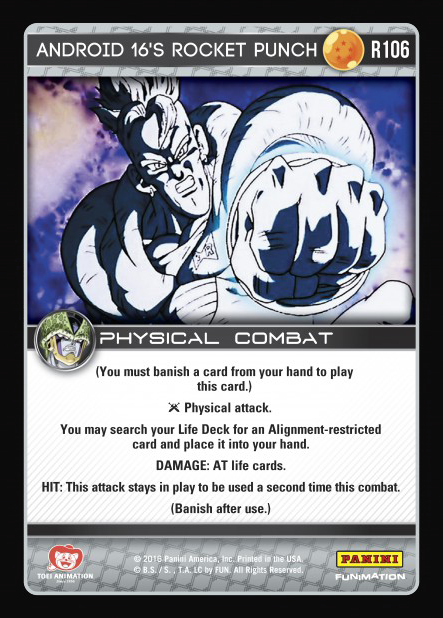 ANDROID 16'S ROCKET PUNCH R106
PHYSICAL COMBAT
(You must banish a card from your hand to play
this card.)
Physical attack.
You may search your Life Deck for an Alignment-restricted
card and place it into your hand.
DAMAGE: AT life cards.
HIT: This attack stays in play to be used a second time this combat.
(Banish after use.)
TOEI ANIMATION
© 2016 Panini America, Inc. Printed in the USA.
© B.S. / S. , T.A. LC by FUN. All Rights Reserved.
PANINI
FUNIMATION